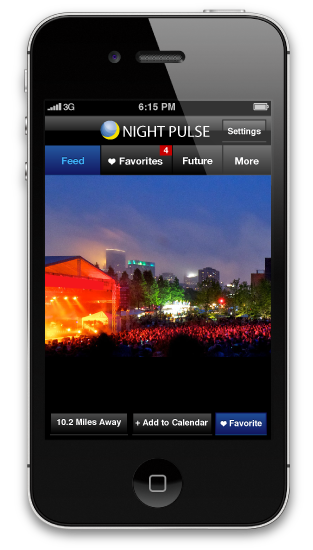 3G 6:15 PM
NIGHT PULSE Settings
Feed Favorites 4 Future More
10.2 Miles Away + Add to Calendar Favorite